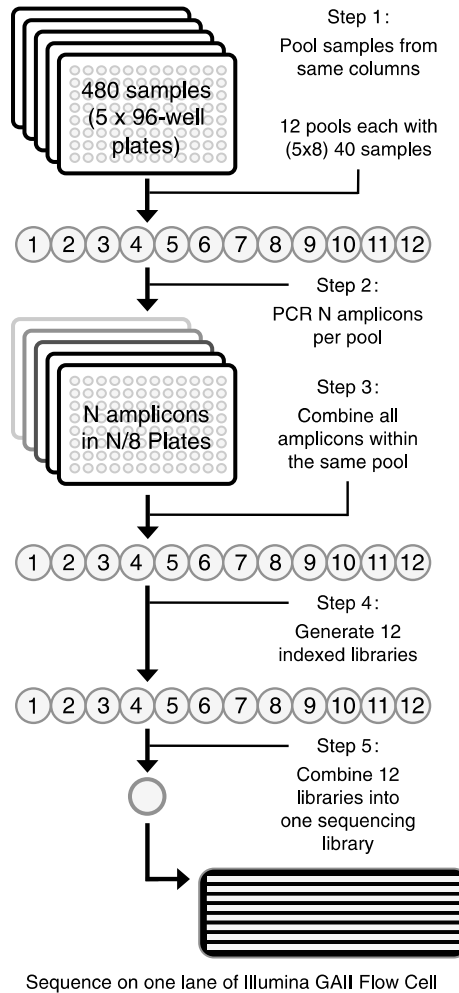 Step 1:
Pool samples from
same columns
480 samples
(5 x 96-well
plates)
12 pools each with
(5x8) 40 samples
1 2 3 4 5 6 7 8 9 10 11 12
Step 2:
PCR N amplicons
per pool
N amplicons
in N/8 Plates
Step 3:
Combine all
amplicons within
the same pool
1 2 3 4 5 6 7 8 9 10 11 12
Step 4:
Generate 12
indexed libraries
1 2 3 4 5 6 7 8 9 10 11 12
Step 5:
Combine 12
libraries into
one sequencing
library
Sequence on one lane of Illumina GAII Flow Cell